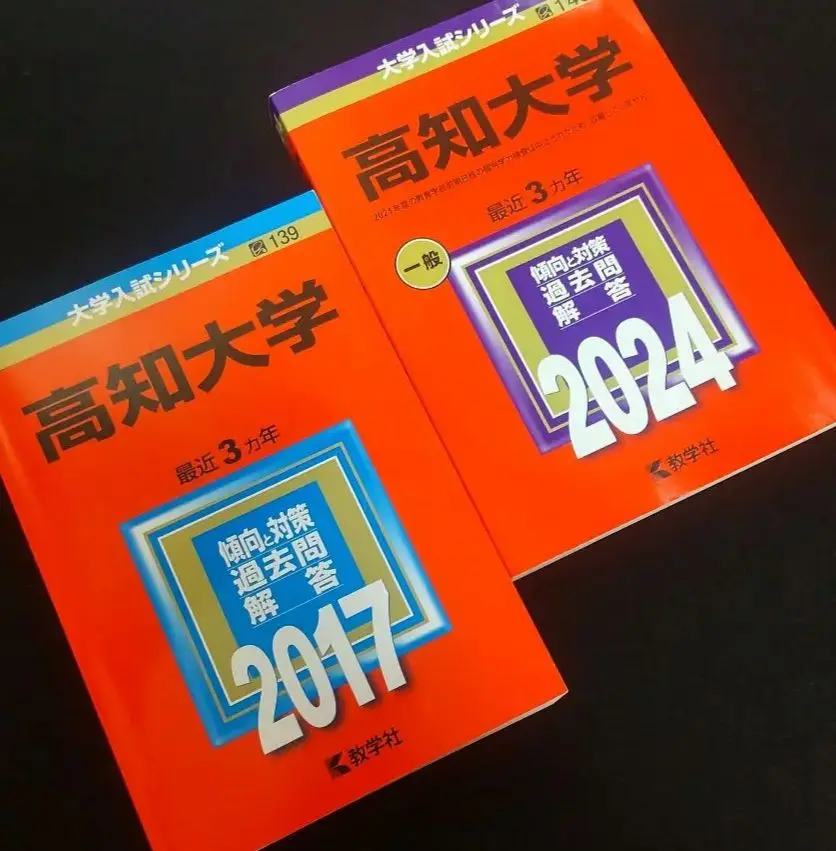 大学入試シリーズ
139
高知大学
最近3カ年
傾向と対策
過去問
解答
2017
教学社
大学入試シリーズ
高知大学
最近3カ年
一般
傾向と対策
過去問
解答
2024
教学社